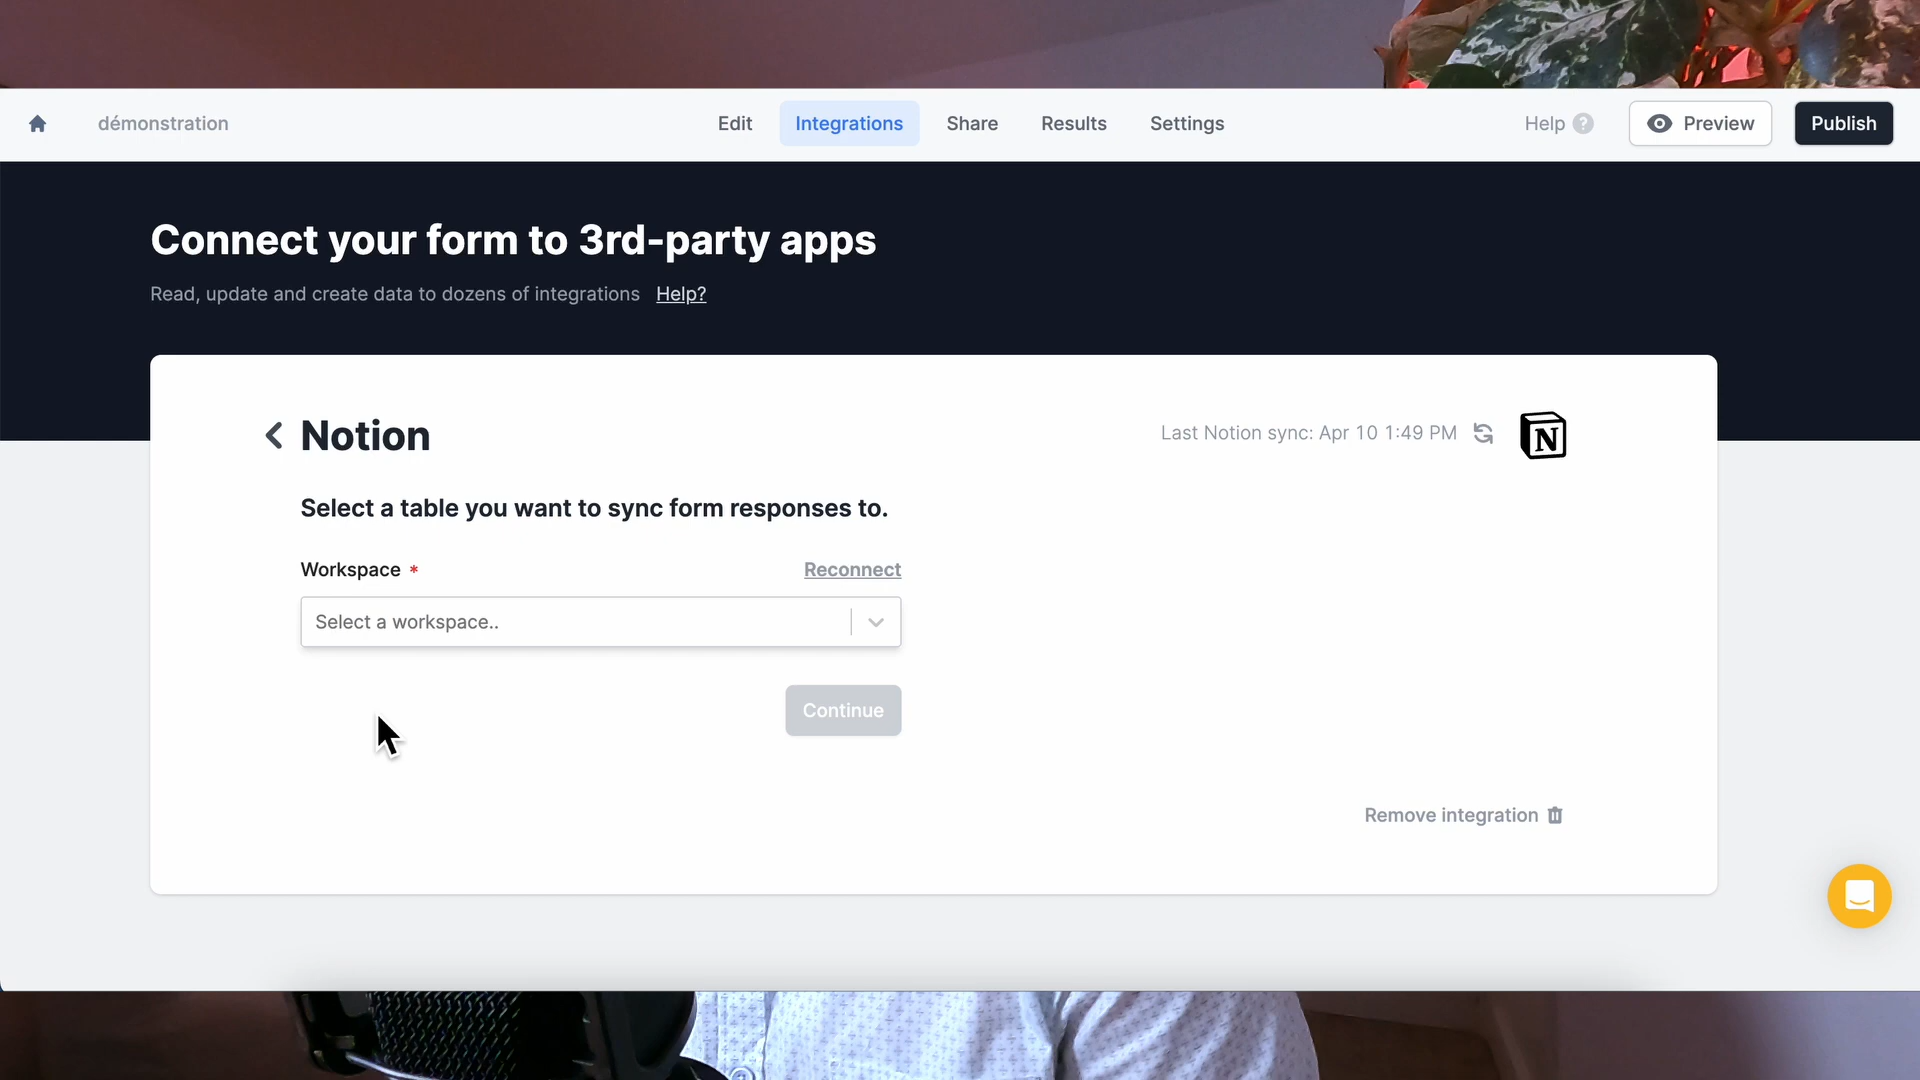 démonstration
Edit
Integrations
Share
Results
Settings
Help ?
Preview
Publish
Connect your form to 3rd-party apps
Read, update and create data to dozens of integrations Help?
Notion
Last Notion sync: Apr 10 1:49 PM
N
Select a table you want to sync form responses to.
Workspace *
Reconnect
Select a workspace..
Continue
Remove integration